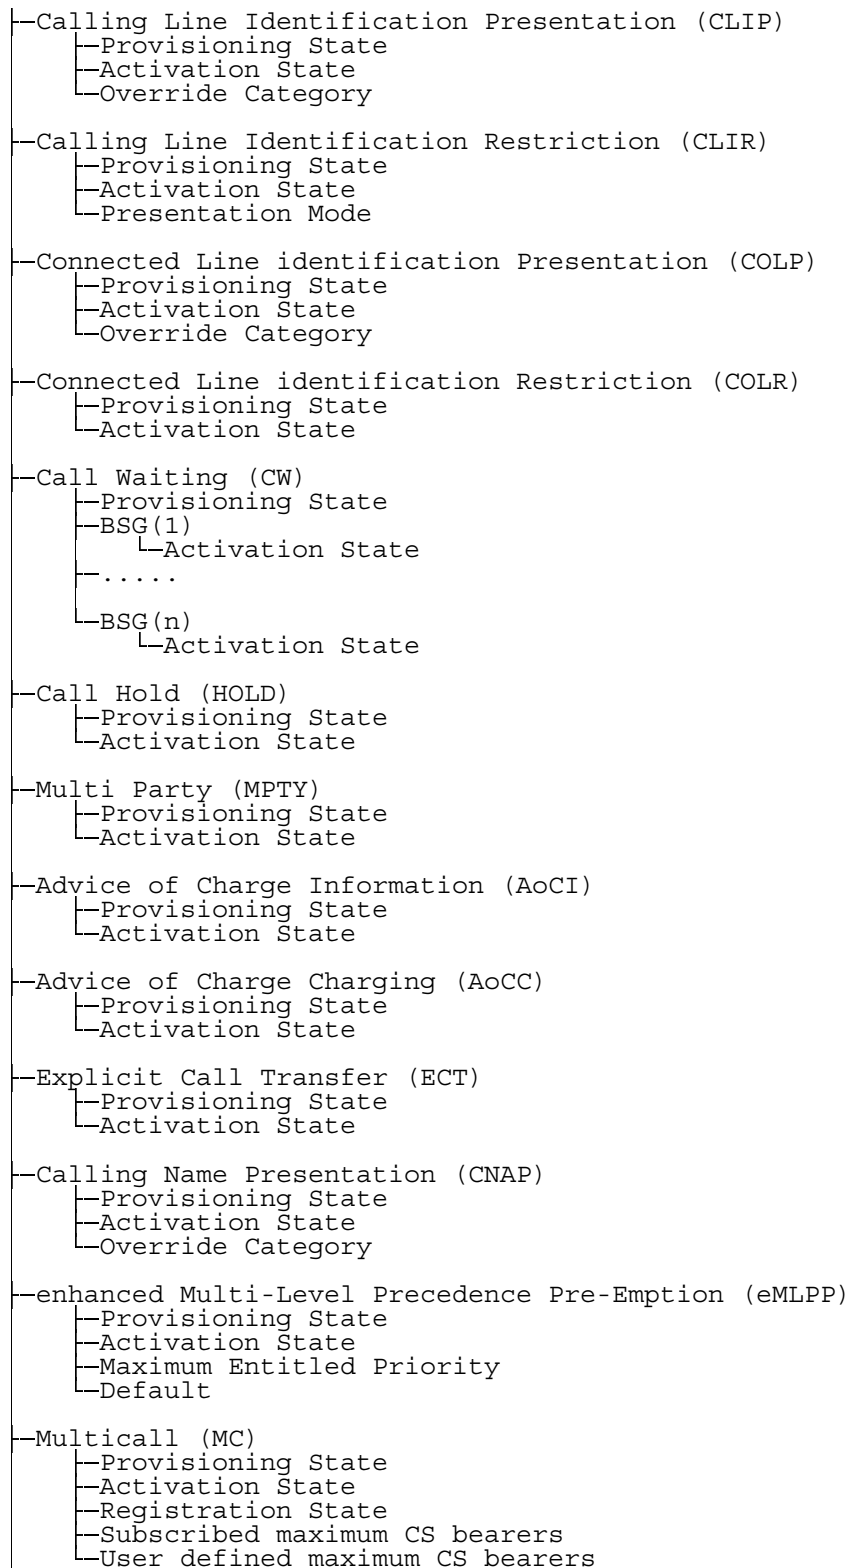 Calling Line Identification Presentation (CLIP)
Provisioning State
Activation State
Override Category
Calling Line Identification Restriction (CLIR)
Provisioning State
Activation State
Presentation Mode
Connected Line identification Presentation (COLP)
Provisioning State
Activation State
Override Category
Connected Line identification Restriction (COLR)
Provisioning State
Activation State
Call Waiting (CW)
Provisioning State
BSG(1)
Activation State
.....
BSG(n)
Activation State
Call Hold (HOLD)
Provisioning State
Activation State
Multi Party (MPTY)
Provisioning State
Activation State
Advice of Charge Information (AoCI)
Provisioning State
Activation State
Advice of Charge Charging (AoCC)
Provisioning State
Activation State
Explicit Call Transfer (ECT)
Provisioning State
Activation State
Calling Name Presentation (CNAP)
Provisioning State
Activation State
Override Category
enhanced Multi-Level Precedence Pre-Emption (eMLPP)
Provisioning State
Activation State
Maximum Entitled Priority
Default
Multicall (MC)
Provisioning State
Activation State
Registration State
Subscribed maximum CS bearers
User defined maximum CS bearers